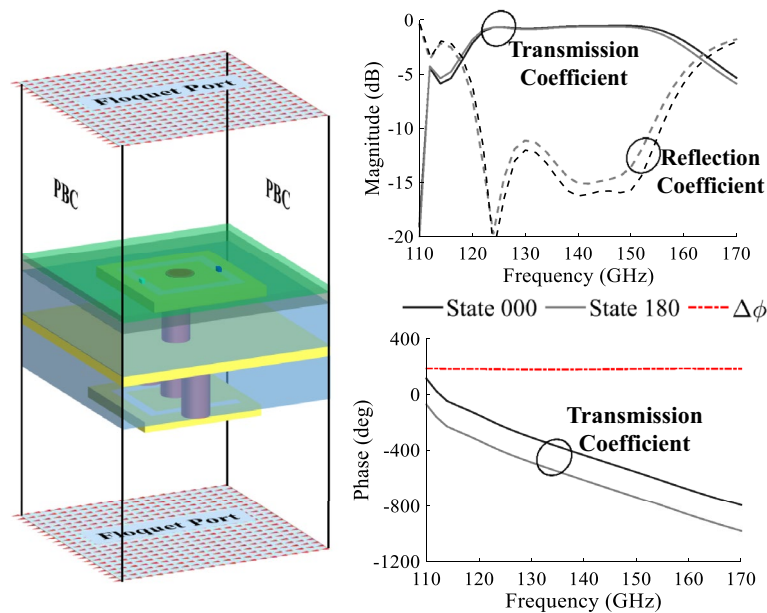 Floquet Port
PBC
PBC
Floquet Port
Magnitude (dB)
0
-5
-10
-15
-20
Transmission
Coefficient
Reflection
Coefficient
110 120 130 140 150 160 170
Frequency (GHz)
State 000 State 180 Δϕ
Phase (deg)
400
0
-400
-800
-1200
Transmission
Coefficient
110 120 130 140 150 160 170
Frequency (GHz)